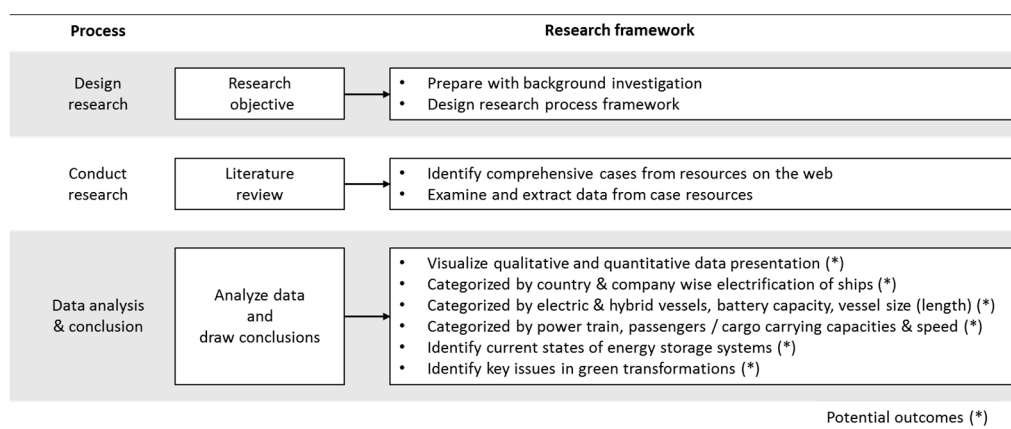 Process
Research framework
Design
research
Research
objective
• Prepare with background investigation
• Design research process framework
Conduct
research
Literature
review
• Identify comprehensive cases from resources on the web
• Examine and extract data from case resources
Data analysis
& conclusion
Analyze data
and
draw conclusions
• Visualize qualitative and quantitative data presentation (*)
• Categorized by country & company wise electrification of ships (*)
• Categorized by electric & hybrid vessels, battery capacity, vessel size (length) (*)
• Categorized by power train, passengers / cargo carrying capacities & speed (*)
• Identify current states of energy storage systems (*)
• Identify key issues in green transformations (*)
Potential outcomes (*)